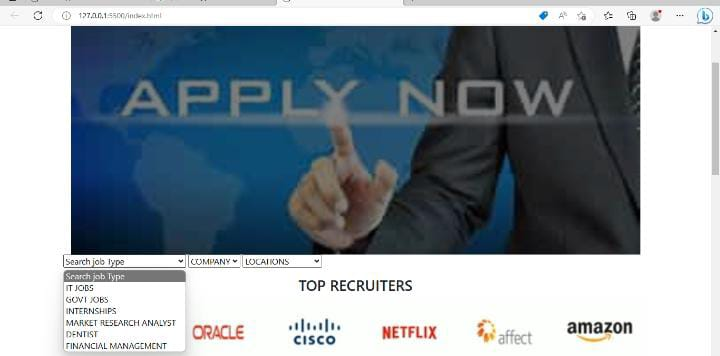 127.0.0.1:5500/index.html
APPLY NOW
Search job Type COMPANY LOCATIONS
Search job Type
IT JOBS
GOVT JOBS
INTERNSHIPS
MARKET RESEARCH ANALYST
DENTIST
FINANCIAL MANAGEMENT
TOP RECRUITERS
ORACLE CISCO NETFLIX affect amazon